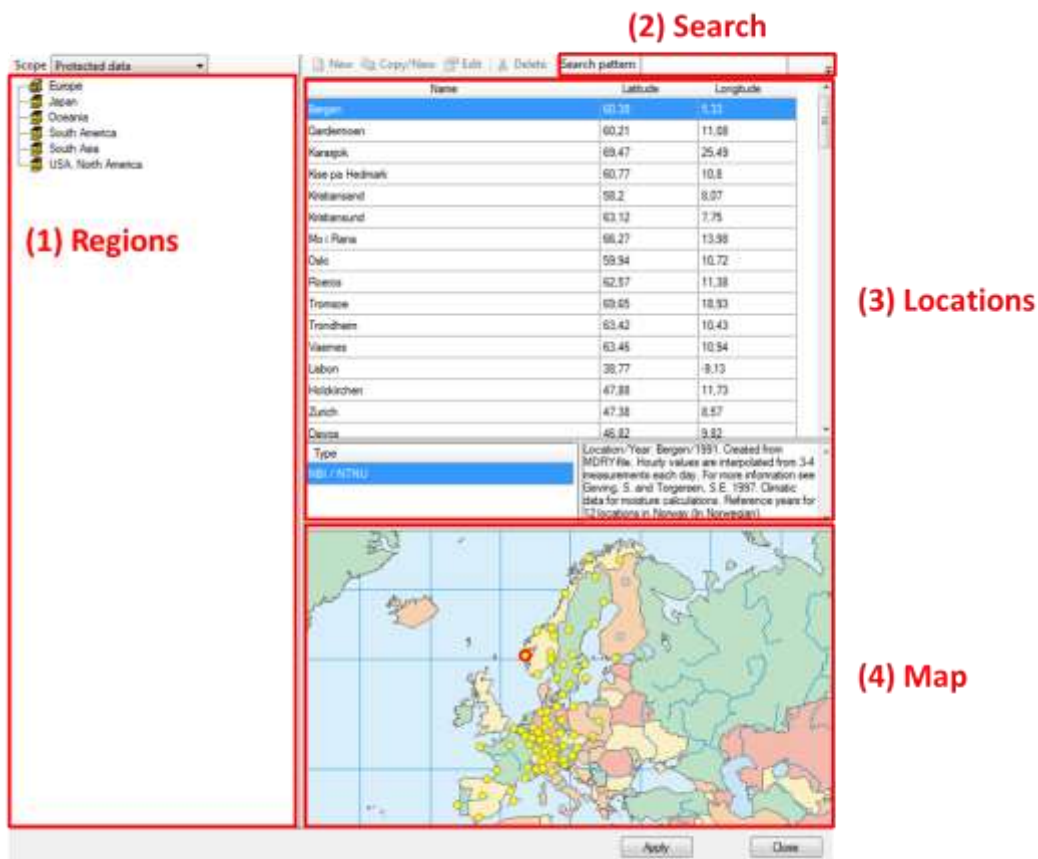 (2) Search
Scope Protected data
New Copy/New Edit Delete Search pattern
Europe
Japan
Oceania
South America
South Asia
USA, North America
(1) Regions
Name Latitude Longitude
Bergen 60,38 5,33
Gardermoen 60,21 11,08
Karasjok 69,47 25,49
Kise pa Hedmark 60,77 10,8
Kristiansand 58,2 8,07
Kristiansund 63,12 7,75
Mo i Rana 66,27 13,98
Oslo 59,94 10,72
Roeros 62,57 11,38
Tromsoe 69,65 18,93
Trondheim 63,42 10,43
Vaernes 63,46 10,94
Lisbon 38,77 -9,13
Holzkirchen 47,88 11,73
Zurich 47,38 8,57
Davos 46,82 9,82
(3) Locations
Type
NBI / NTNU
Location/Year: Bergen/1991. Created from
MDRY file. Hourly values are interpolated from 3-4
measurements each day. For more information see
Geving, S. and Torgersen, S.E. 1997. Climatic
data for moisture calculations. Reference years for
12 locations in Norway (In Norwegian).
(4) Map
Apply Close